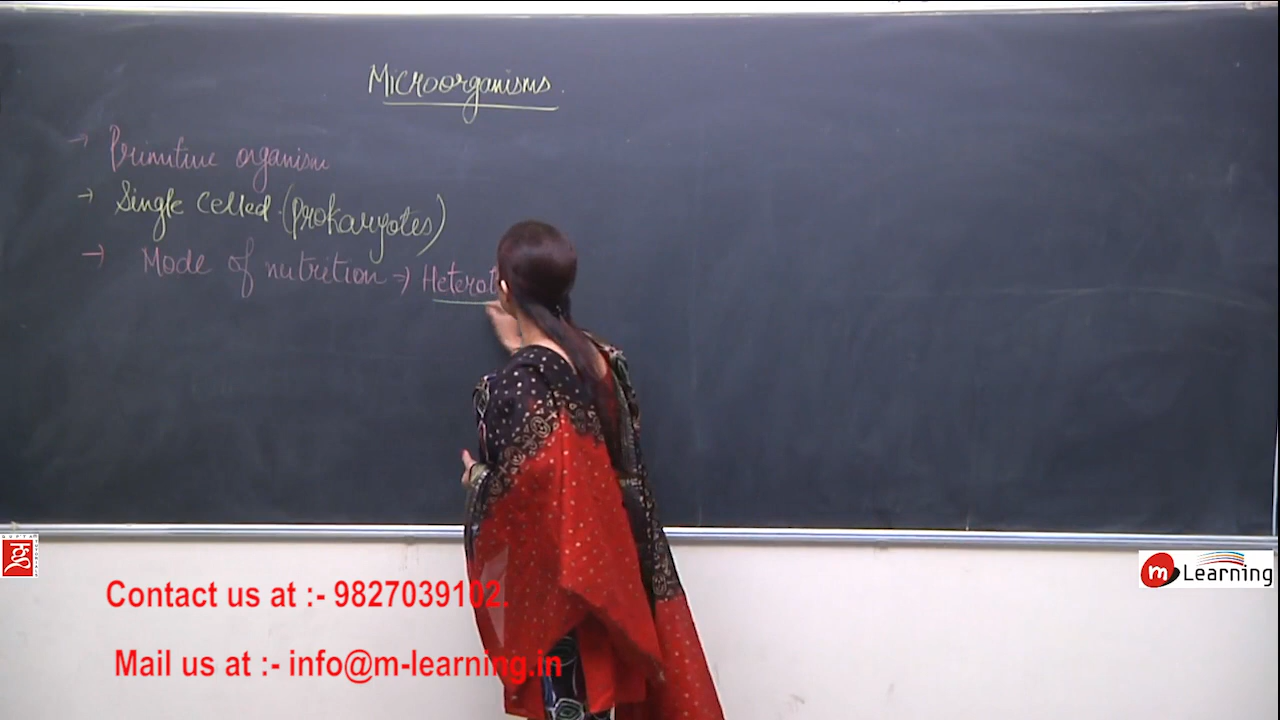 Microorganisms.
→ Primitive organism
→ Single celled (prokaryotes)
→ Mode of nutrition → Heterot
m Learning
Contact us at :- 9827039102.
Mail us at :- info@m-learning.in